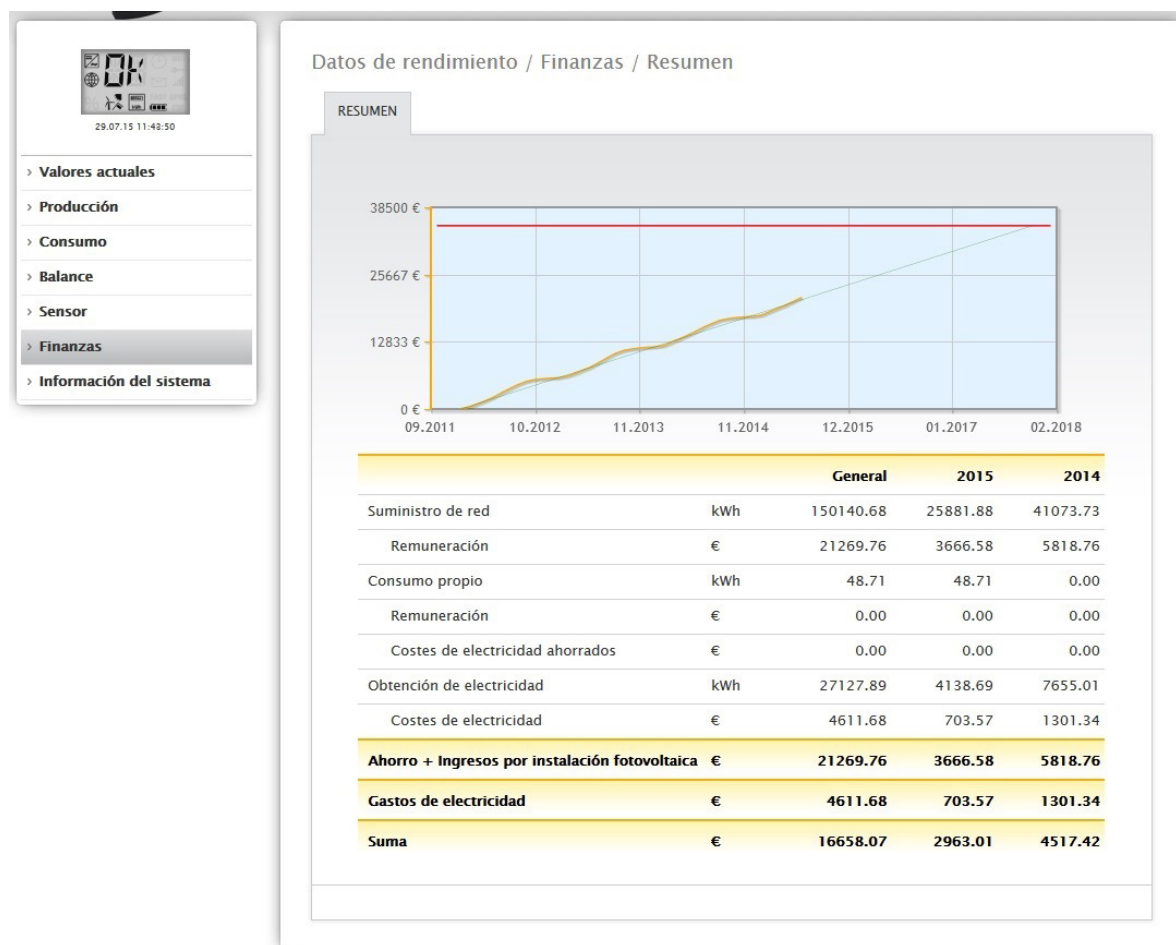 OK
29.07.15 11:43:50
› Valores actuales
› Producción
› Consumo
› Balance
› Sensor
› Finanzas
› Información del sistema
Datos de rendimiento / Finanzas / Resumen
RESUMEN
38500 €
25667 €
12833 €
0 €
09.2011 10.2012 11.2013 11.2014 12.2015 01.2017 02.2018
General 2015 2014
Suministro de red kWh 150140.68 25881.88 41073.73
Remuneración € 21269.76 3666.58 5818.76
Consumo propio kWh 48.71 48.71 0.00
Remuneración € 0.00 0.00 0.00
Costes de electricidad ahorrados € 0.00 0.00 0.00
Obtención de electricidad kWh 27127.89 4138.69 7655.01
Costes de electricidad € 4611.68 703.57 1301.34
Ahorro + Ingresos por instalación fotovoltaica € 21269.76 3666.58 5818.76
Gastos de electricidad € 4611.68 703.57 1301.34
Suma € 16658.07 2963.01 4517.42